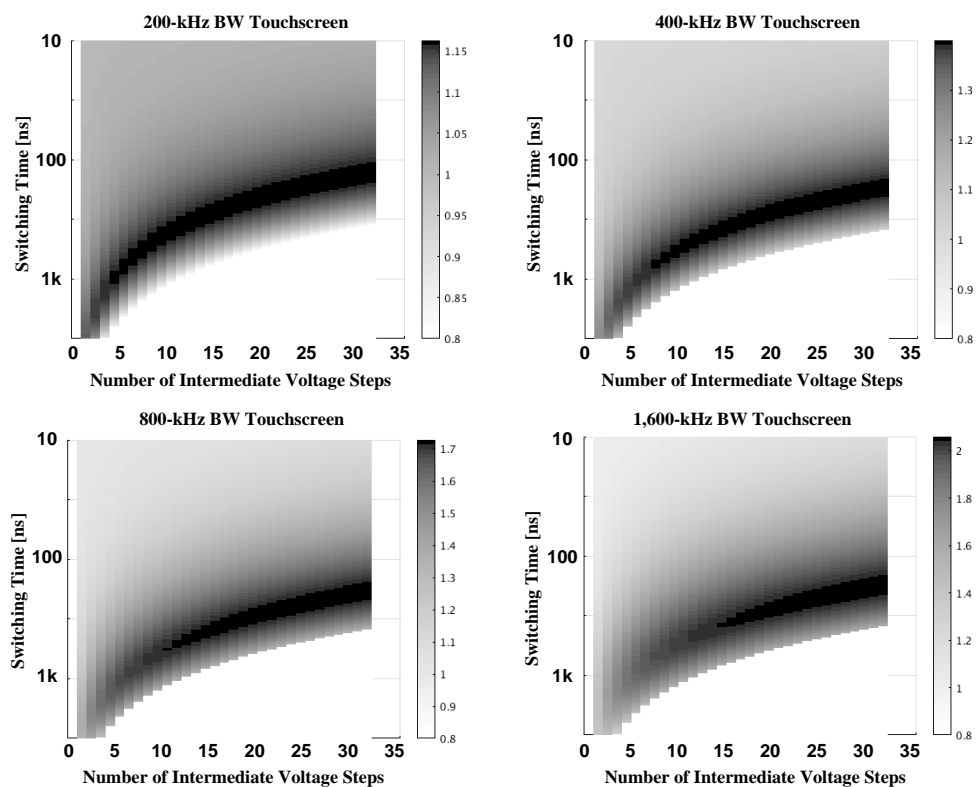 200-kHz BW Touchscreen
400-kHz BW Touchscreen
Switching Time [ns]
10
100
1k
0 5 10 15 20 25 30 35
Number of Intermediate Voltage Steps
1.15
1.1
1.05
1
0.95
0.9
0.85
0.8
Switching Time [ns]
10
100
1k
0 5 10 15 20 25 30 35
Number of Intermediate Voltage Steps
1.3
1.2
1.1
1
0.9
0.8
800-kHz BW Touchscreen
1,600-kHz BW Touchscreen
Switching Time [ns]
10
100
1k
0 5 10 15 20 25 30 35
Number of Intermediate Voltage Steps
1.7
1.6
1.5
1.4
1.3
1.2
1.1
1
0.9
0.8
Switching Time [ns]
10
100
1k
0 5 10 15 20 25 30 35
Number of Intermediate Voltage Steps
2
1.8
1.6
1.4
1.2
1
0.8